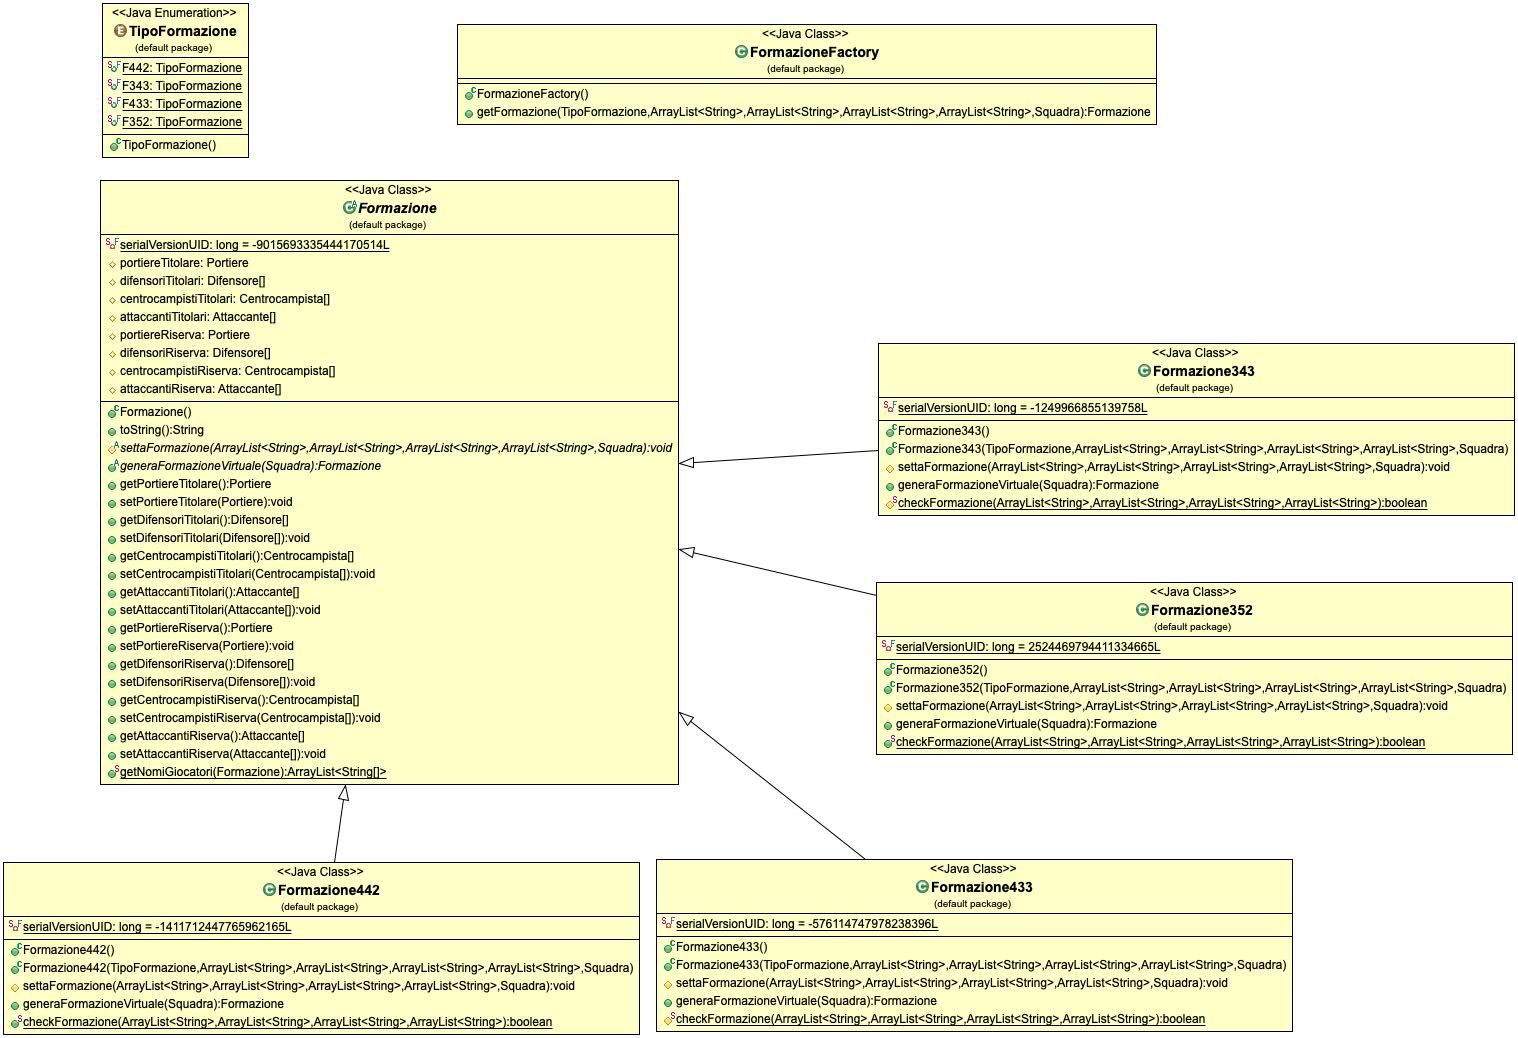 <<Java Enumeration>>
TipoFormazione
(default package)
F442: TipoFormazione
F343: TipoFormazione
F433: TipoFormazione
F352: TipoFormazione
TipoFormazione()
<<Java Class>>
FormazioneFactory
(default package)
FormazioneFactory()
getFormazione(TipoFormazione,ArrayList<String>,ArrayList<String>,ArrayList<String>,ArrayList<String>,Squadra):Formazione
<<Java Class>>
Formazione
(default package)
serialVersionUID: long = -9015693335444170514L
portiereTitolare: Portiere
difensoriTitolari: Difensore[]
centrocampistiTitolari: Centrocampista[]
attaccantiTitolari: Attaccante[]
portiereRiserva: Portiere
difensoriRiserva: Difensore[]
centrocampistiRiserva: Centrocampista[]
attaccantiRiserva: Attaccante[]
Formazione()
toString():String
settaFormazione(ArrayList<String>,ArrayList<String>,ArrayList<String>,ArrayList<String>,Squadra):void
generaFormazioneVirtuale(Squadra):Formazione
getPortiereTitolare():Portiere
setPortiereTitolare(Portiere):void
getDifensoriTitolari():Difensore[]
setDifensoriTitolari(Difensore[]):void
getCentrocampistiTitolari():Centrocampista[]
setCentrocampistiTitolari(Centrocampista[]):void
getAttaccantiTitolari():Attaccante[]
setAttaccantiTitolari(Attaccante[]):void
getPortiereRiserva():Portiere
setPortiereRiserva(Portiere):void
getDifensoriRiserva():Difensore[]
setDifensoriRiserva(Difensore[]):void
getCentrocampistiRiserva():Centrocampista[]
setCentrocampistiRiserva(Centrocampista[]):void
getAttaccantiRiserva():Attaccante[]
setAttaccantiRiserva(Attaccante[]):void
getNomiGiocatori(Formazione):ArrayList<String[]>
<<Java Class>>
Formazione343
(default package)
serialVersionUID: long = -1249966855139758L
Formazione343()
Formazione343(TipoFormazione,ArrayList<String>,ArrayList<String>,ArrayList<String>,ArrayList<String>,Squadra)
settaFormazione(ArrayList<String>,ArrayList<String>,ArrayList<String>,ArrayList<String>,Squadra):void
generaFormazioneVirtuale(Squadra):Formazione
checkFormazione(ArrayList<String>,ArrayList<String>,ArrayList<String>,ArrayList<String>):boolean
<<Java Class>>
Formazione352
(default package)
serialVersionUID: long = 2524469794411334665L
Formazione352()
Formazione352(TipoFormazione,ArrayList<String>,ArrayList<String>,ArrayList<String>,ArrayList<String>,Squadra)
settaFormazione(ArrayList<String>,ArrayList<String>,ArrayList<String>,ArrayList<String>,Squadra):void
generaFormazioneVirtuale(Squadra):Formazione
checkFormazione(ArrayList<String>,ArrayList<String>,ArrayList<String>,ArrayList<String>):boolean
<<Java Class>>
Formazione442
(default package)
serialVersionUID: long = -1411712447765962165L
Formazione442()
Formazione442(TipoFormazione,ArrayList<String>,ArrayList<String>,ArrayList<String>,ArrayList<String>,Squadra)
settaFormazione(ArrayList<String>,ArrayList<String>,ArrayList<String>,ArrayList<String>,Squadra):void
generaFormazioneVirtuale(Squadra):Formazione
checkFormazione(ArrayList<String>,ArrayList<String>,ArrayList<String>,ArrayList<String>):boolean
<<Java Class>>
Formazione433
(default package)
serialVersionUID: long = -576114747978238396L
Formazione433()
Formazione433(TipoFormazione,ArrayList<String>,ArrayList<String>,ArrayList<String>,ArrayList<String>,Squadra)
settaFormazione(ArrayList<String>,ArrayList<String>,ArrayList<String>,ArrayList<String>,Squadra):void
generaFormazioneVirtuale(Squadra):Formazione
checkFormazione(ArrayList<String>,ArrayList<String>,ArrayList<String>,ArrayList<String>):boolean